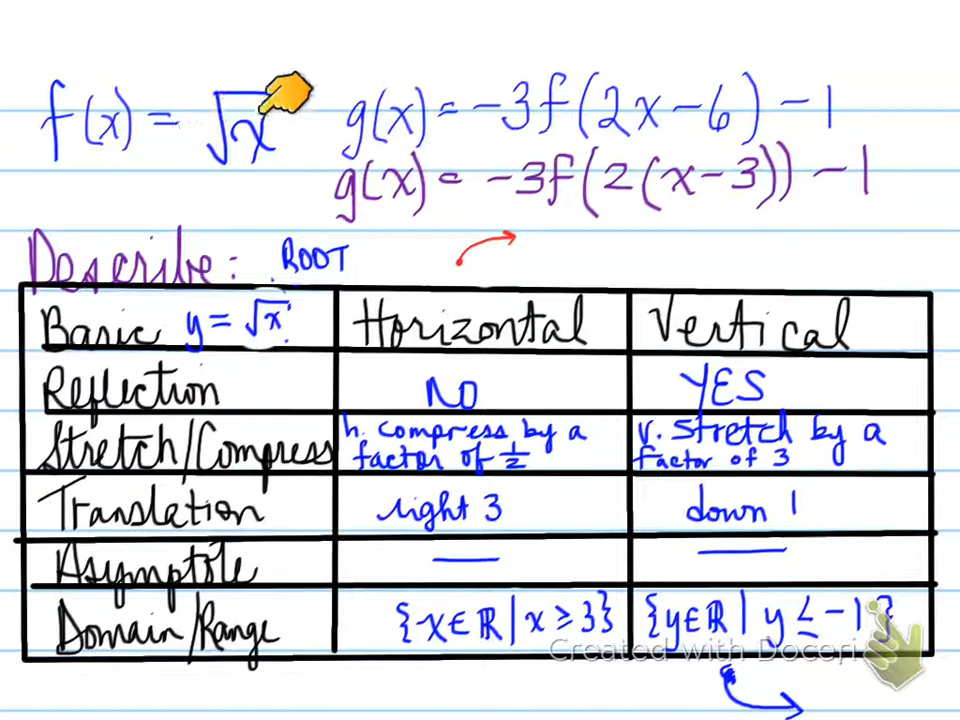 f(x) = √x g(x) = -3f(2x-6) -1
g(x) = -3f(2(x-3)) -1
Describe: ROOT
Basic y = √x Horizontal Vertical
Reflection NO YES
Stretch/Compress h. compress by a factor of 1/2 v. stretch by a factor of 3
Translation right 3 down 1
Asymptote — —
Domain/Range {x∈ℝ | x ≥ 3} {y∈ℝ | y ≤ -1}
Created with Doceri